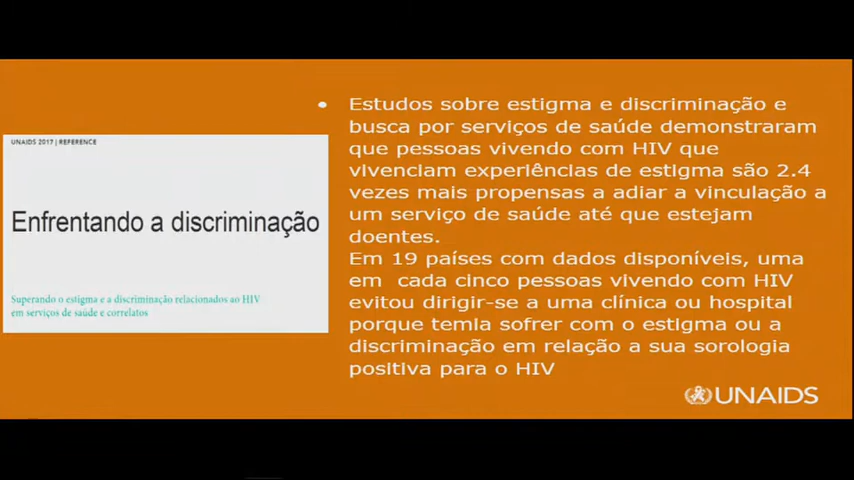 UNAIDS 2017 | REFERENCE
Enfrentando a discriminação
Superando o estigma e a discriminação relacionados ao HIV
em serviços de saúde e correlatos
• Estudos sobre estigma e discriminação e
busca por serviços de saúde demonstraram
que pessoas vivendo com HIV que
vivenciam experiências de estigma são 2.4
vezes mais propensas a adiar a vinculação a
um serviço de saúde até que estejam
doentes.
Em 19 países com dados disponíveis, uma
em cada cinco pessoas vivendo com HIV
evitou dirigir-se a uma clínica ou hospital
porque temia sofrer com o estigma ou a
discriminação em relação a sua sorologia
positiva para o HIV
UNAIDS